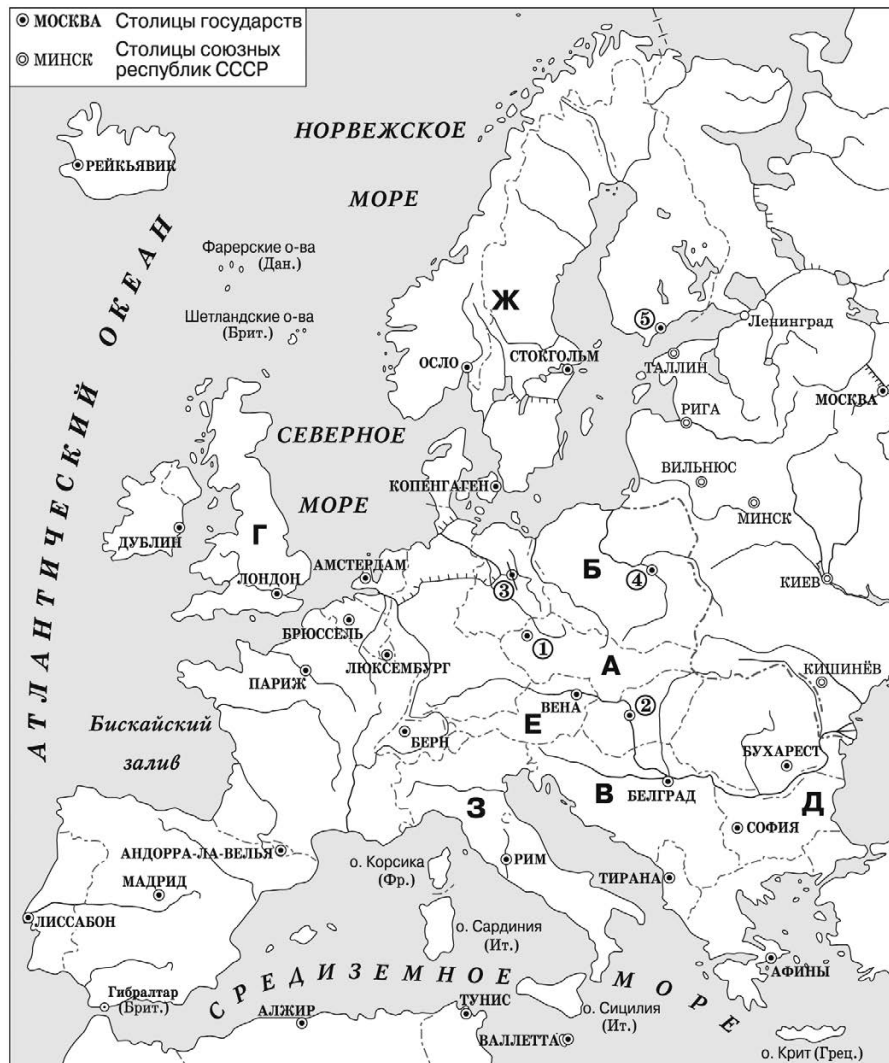 МОСКВА Столицы государств
МИНСК Столицы союзных
республик СССР
НОРВЕЖСКОЕ
МОРЕ
РЕЙКЬЯВИК
АТЛАНТИЧЕСКИЙ ОКЕАН
Фарерские о-ва
(Дан.)
Шетландские о-ва
(Брит.)
Ж
5
Ленинград
ОСЛО
СТОКГОЛЬМ
ТАЛЛИН
МОСКВА
РИГА
СЕВЕРНОЕ
МОРЕ
ВИЛЬНЮС
КОПЕНГАГЕН
МИНСК
ДУБЛИН
Г
АМСТЕРДАМ
ЛОНДОН
3
Б
4
КИЕВ
БРЮССЕЛЬ
1
ЛЮКСЕМБУРГ
А
ПАРИЖ
КИШИНЁВ
ВЕНА
2
Бискайский
залив
БЕРН
Е
БУХАРЕСТ
В
БЕЛГРАД
Д
З
СОФИЯ
АНДОРРА-ЛА-ВЕЛЬЯ
о. Корсика
(Фр.)
РИМ
ТИРАНА
МАДРИД
ЛИССАБОН
о. Сардиния
(Ит.)
СРЕДИЗЕМНОЕ МОРЕ
АФИНЫ
Гибралтар
(Брит.)
АЛЖИР
ТУНИС
о. Сицилия
(Ит.)
ВАЛЛЕТТА
о. Крит (Грец.)